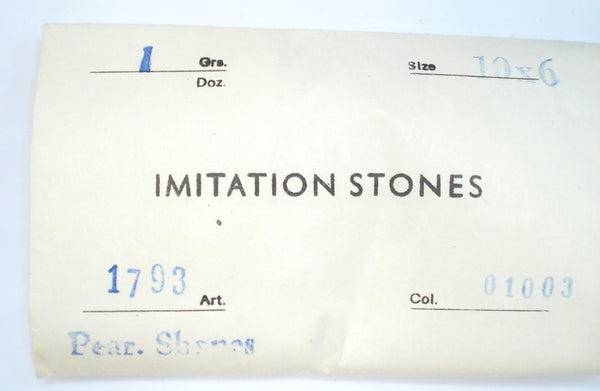 1 Grs. Size 10x6
Doz.
IMITATION STONES
1793 Art. Col. 01003
Pear. Shapes